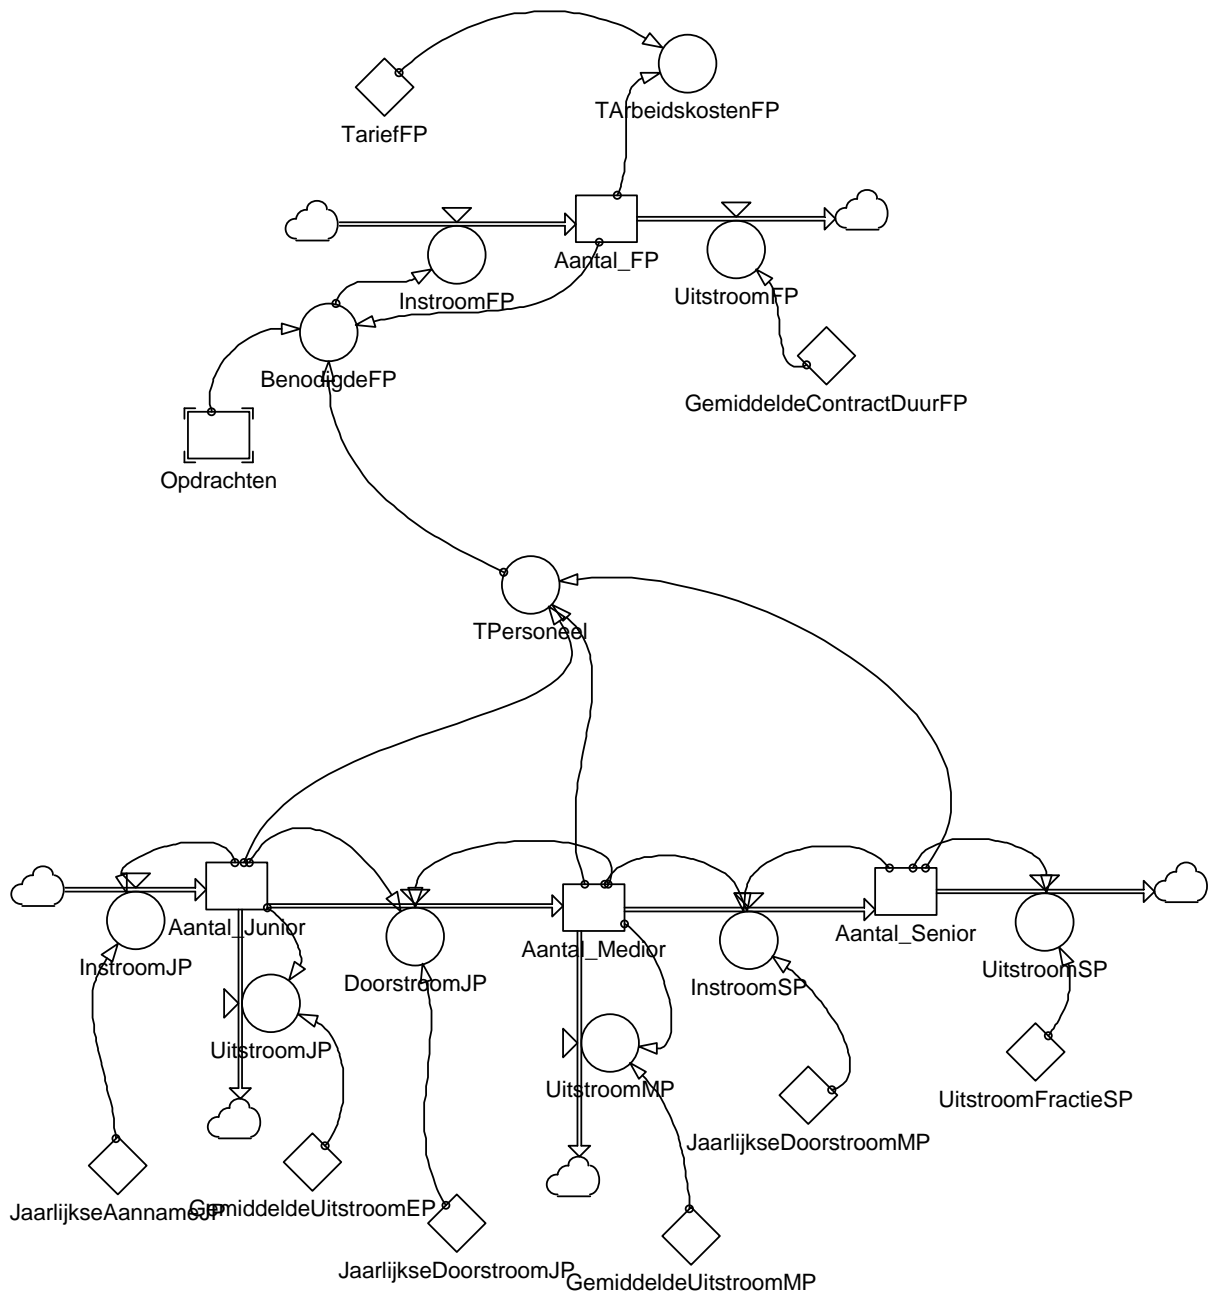 TArbeidskostenFP
TariefFP
Aantal_FP
InstroomFP
UitstroomFP
BenodigdeFP
GemiddeldeContractDuurFP
Opdrachten
TPersoneel
Aantal_Junior
Aantal_Medior
Aantal_Senior
InstroomJP
DoorstroomJP
InstroomSP
UitstroomSP
UitstroomJP
UitstroomMP
UitstroomFractieSP
JaarlijkseDoorstroomMP
JaarlijkseAannameJP
GemiddeldeUitstroomEP
JaarlijkseDoorstroomJP
GemiddeldeUitstroomMP